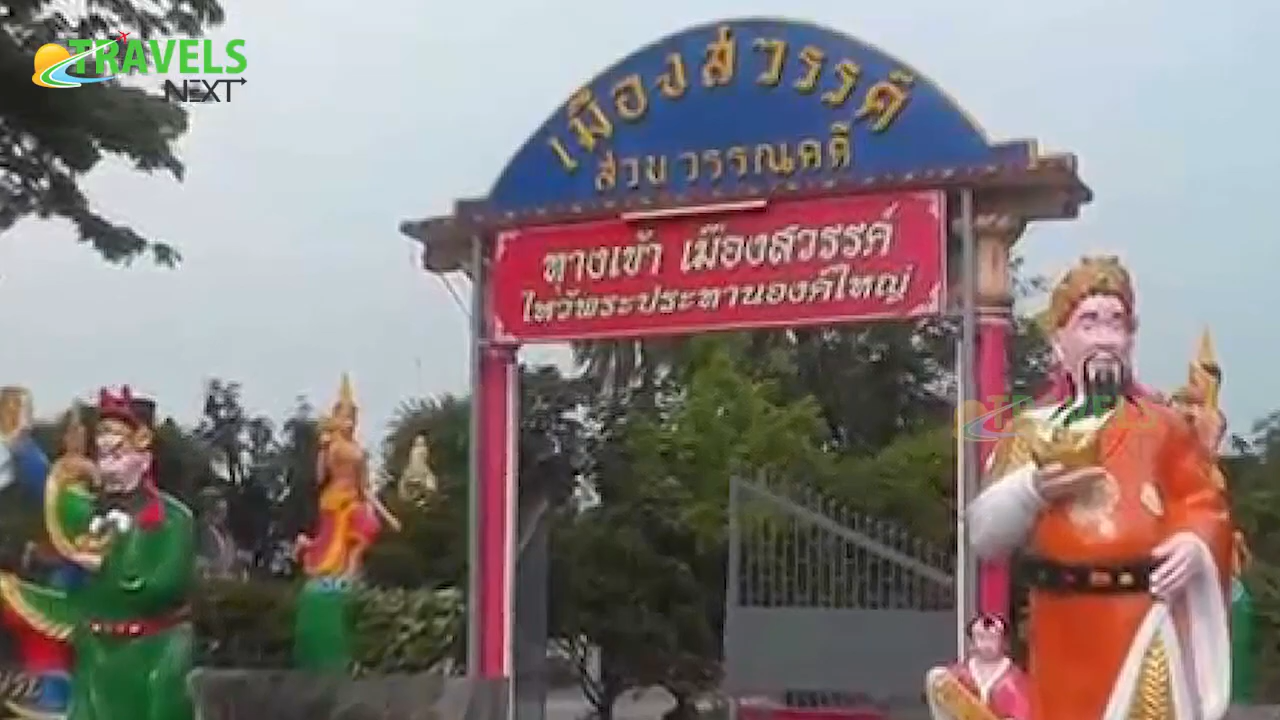 TRAVELS
NEXT
เมืองสวรรค์
สวนวรรณคดี
ทางเข้า เมืองสวรรค์
ไหว้พระประทานองค์ใหญ่
TRAVELS